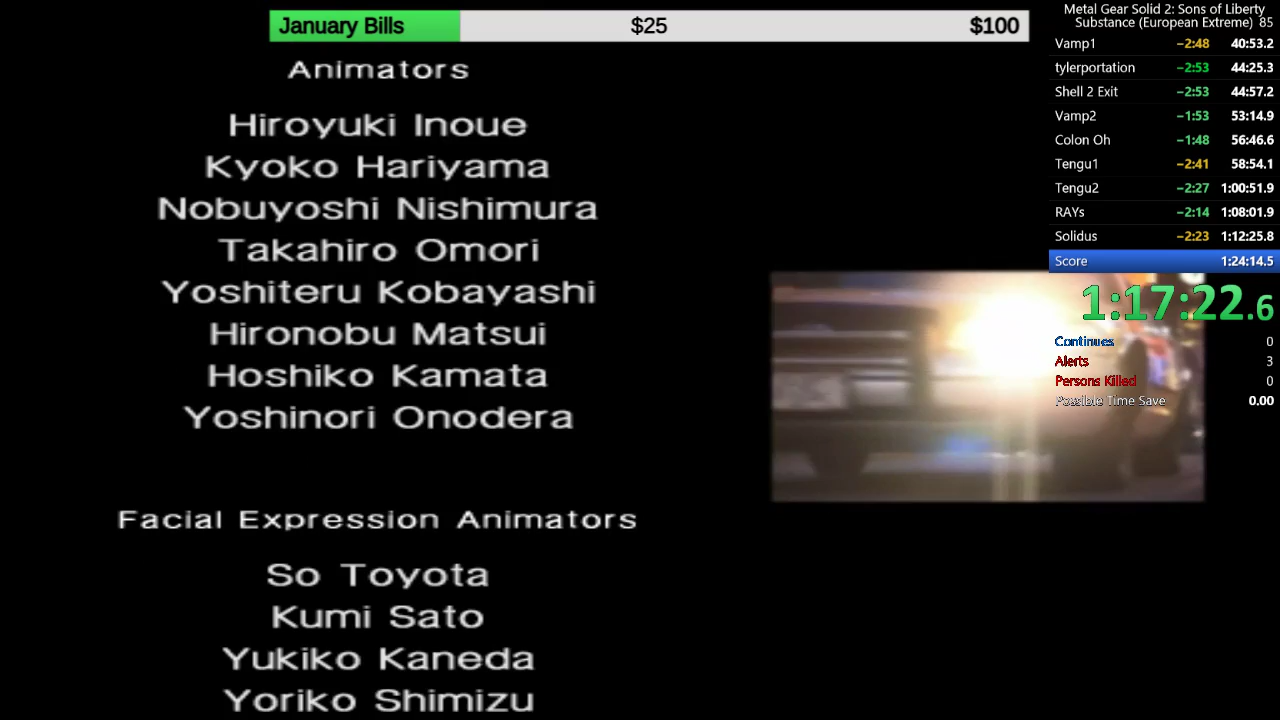 January Bills $25 $100
Animators
Hiroyuki Inoue
Kyoko Hariyama
Nobuyoshi Nishimura
Takahiro Omori
Yoshiteru Kobayashi
Hironobu Matsui
Hoshiko Kamata
Yoshinori Onodera
Facial Expression Animators
So Toyota
Kumi Sato
Yukiko Kaneda
Yoriko Shimizu
Metal Gear Solid 2: Sons of Liberty
Substance (European Extreme) 85
Vamp1 −2:48 40:53.2
tylerportation −2:53 44:25.3
Shell 2 Exit −2:53 44:57.2
Vamp2 −1:53 53:14.9
Colon Oh −1:48 56:46.6
Tengu1 −2:41 58:54.1
Tengu2 −2:27 1:00:51.9
RAYs −2:14 1:08:01.9
Solidus −2:23 1:12:25.8
Score 1:24:14.5
1:17:22.6
Continues 0
Alerts 3
Persons Killed 0
Possible Time Save 0.00